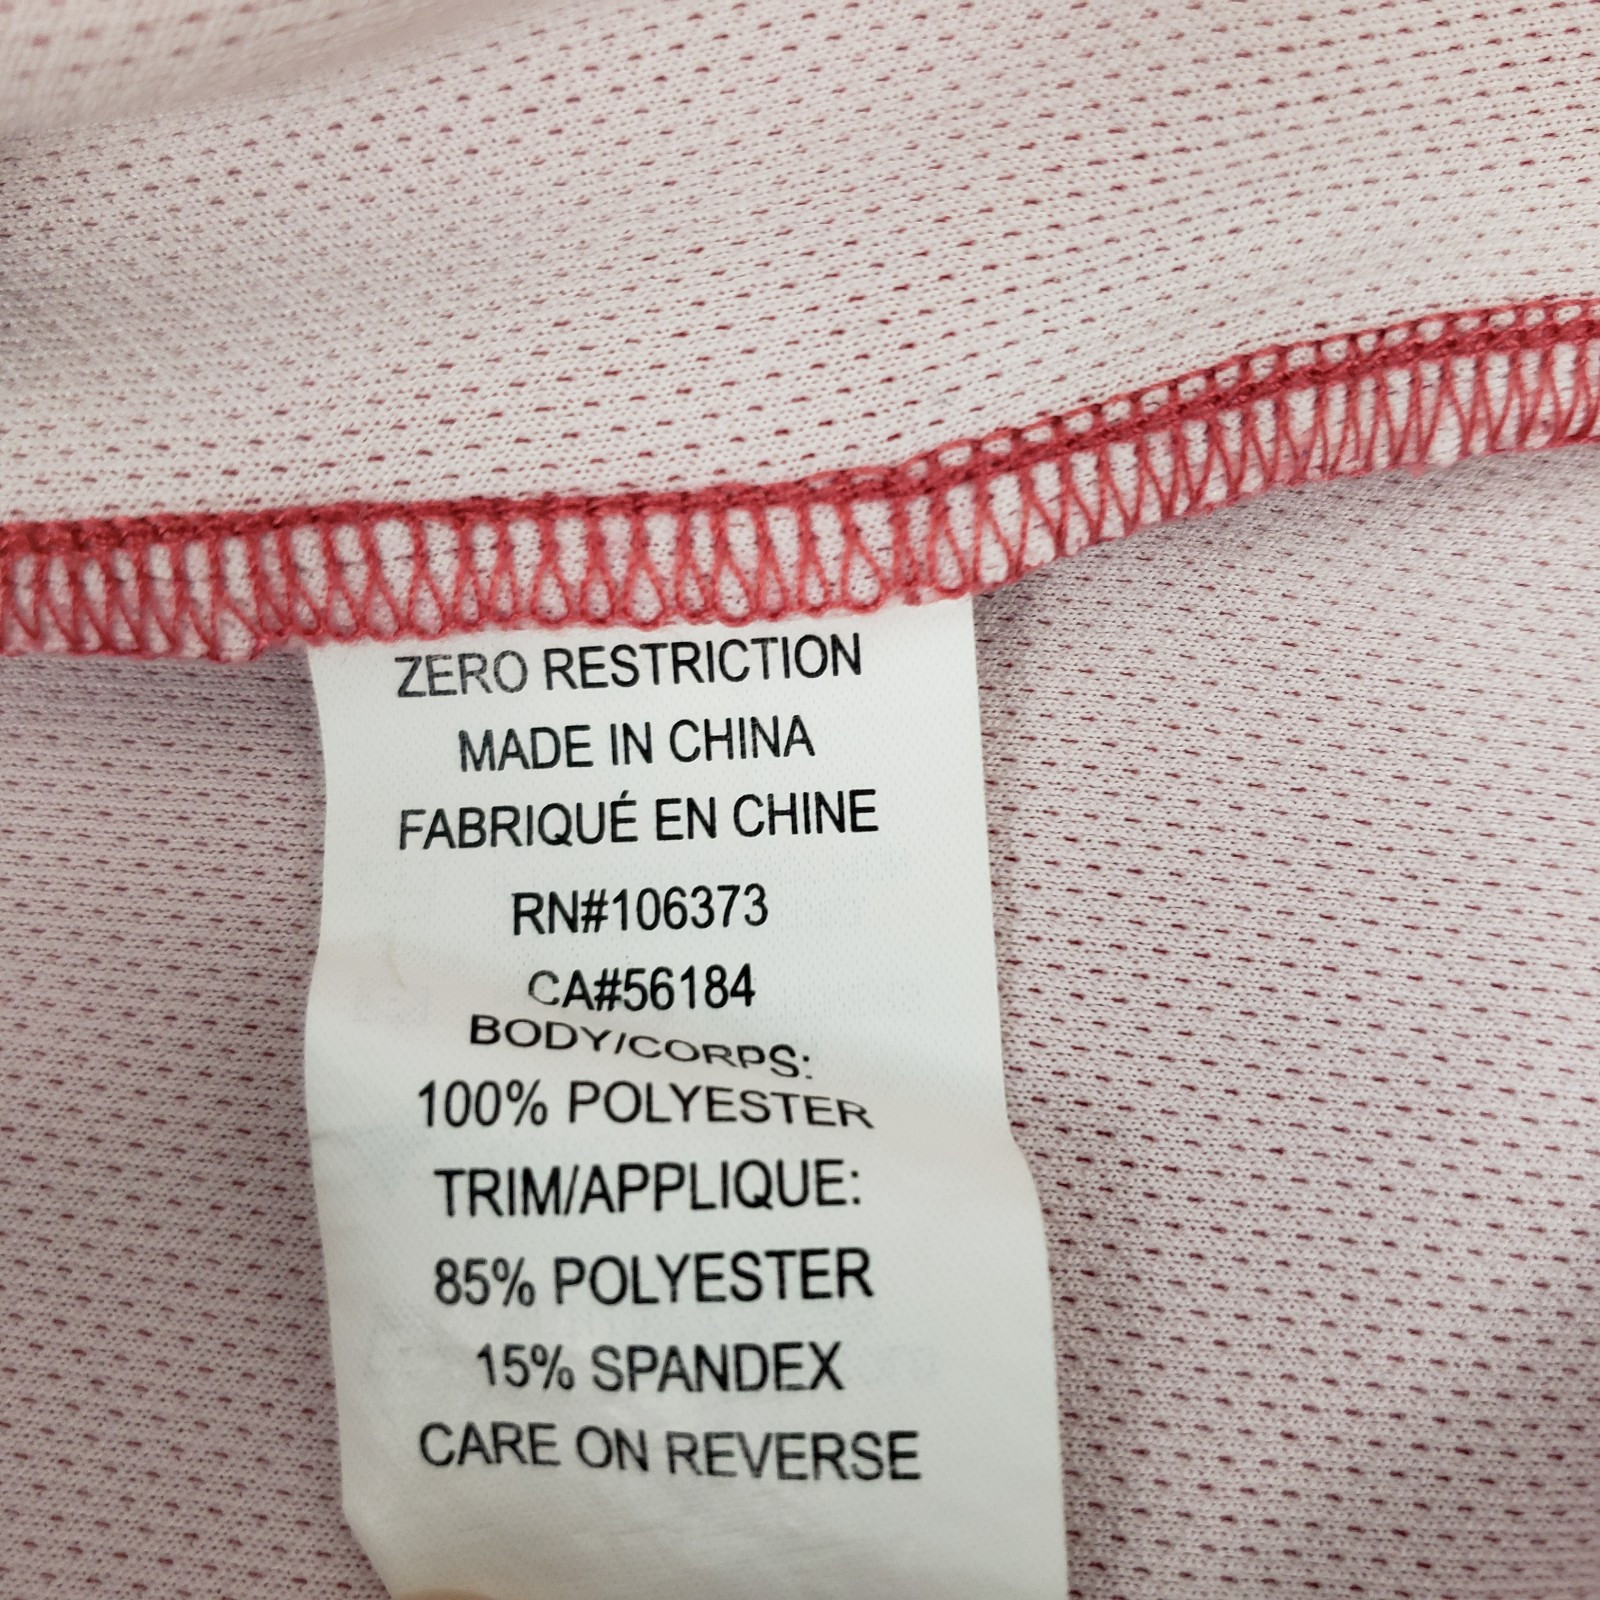 ZERO RESTRICTION
MADE IN CHINA
FABRIQUÉ EN CHINE
RN#106373
CA#56184
BODY/CORPS:
100% POLYESTER
TRIM/APPLIQUE:
85% POLYESTER
15% SPANDEX
CARE ON REVERSE